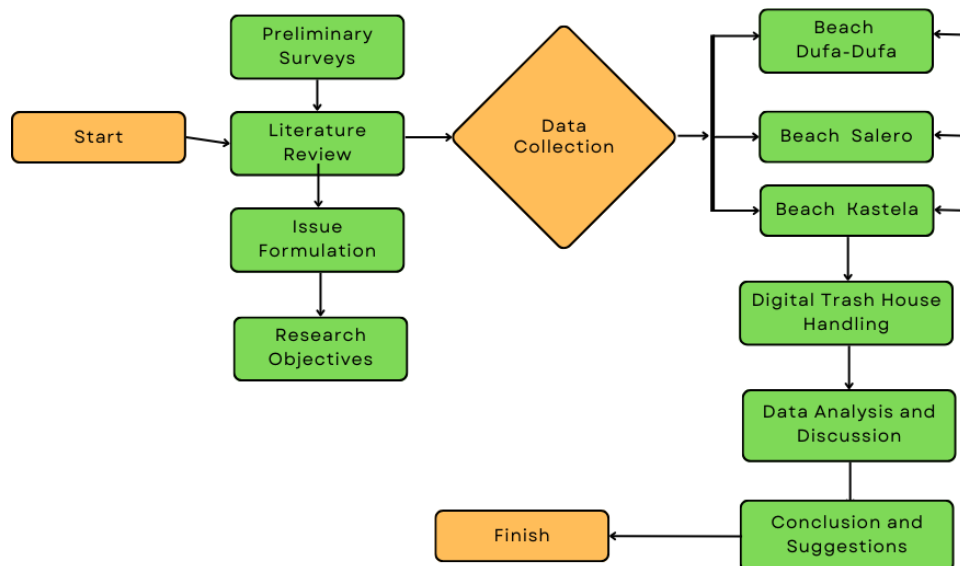 Start
Preliminary
Surveys
Literature
Review
Issue
Formulation
Research
Objectives
Data
Collection
Beach
Dufa-Dufa
Beach Salero
Beach Kastela
Digital Trash House
Handling
Data Analysis and
Discussion
Conclusion and
Suggestions
Finish